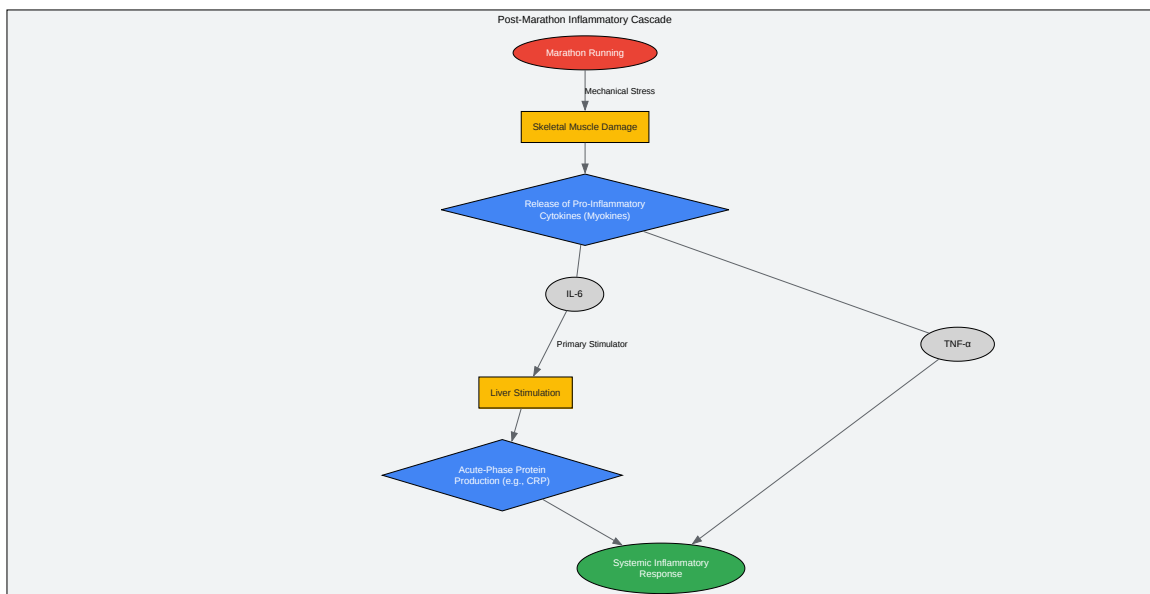 Post-Marathon Inflammatory Cascade
Marathon Running
Mechanical Stress
Skeletal Muscle Damage
Release of Pro-Inflammatory
Cytokines (Myokines)
IL-6
TNF-α
Primary Stimulator
Liver Stimulation
Acute-Phase Protein
Production (e.g., CRP)
Systemic Inflammatory
Response